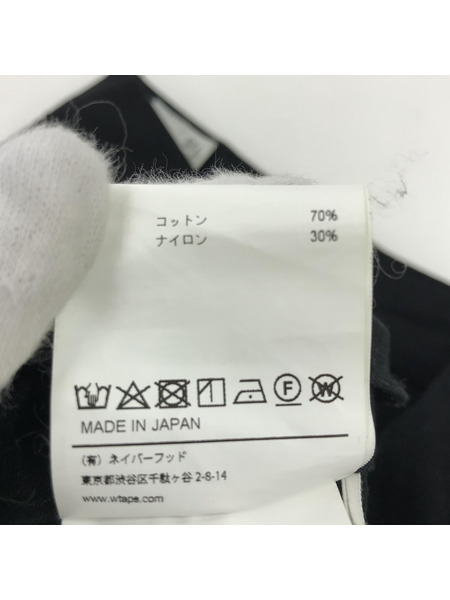 コットン 70%
ナイロン 30%
F W
MADE IN JAPAN
(有) ネイバーフッド
東京都渋谷区千駄ヶ谷 2-8-14
www.wtaps.com